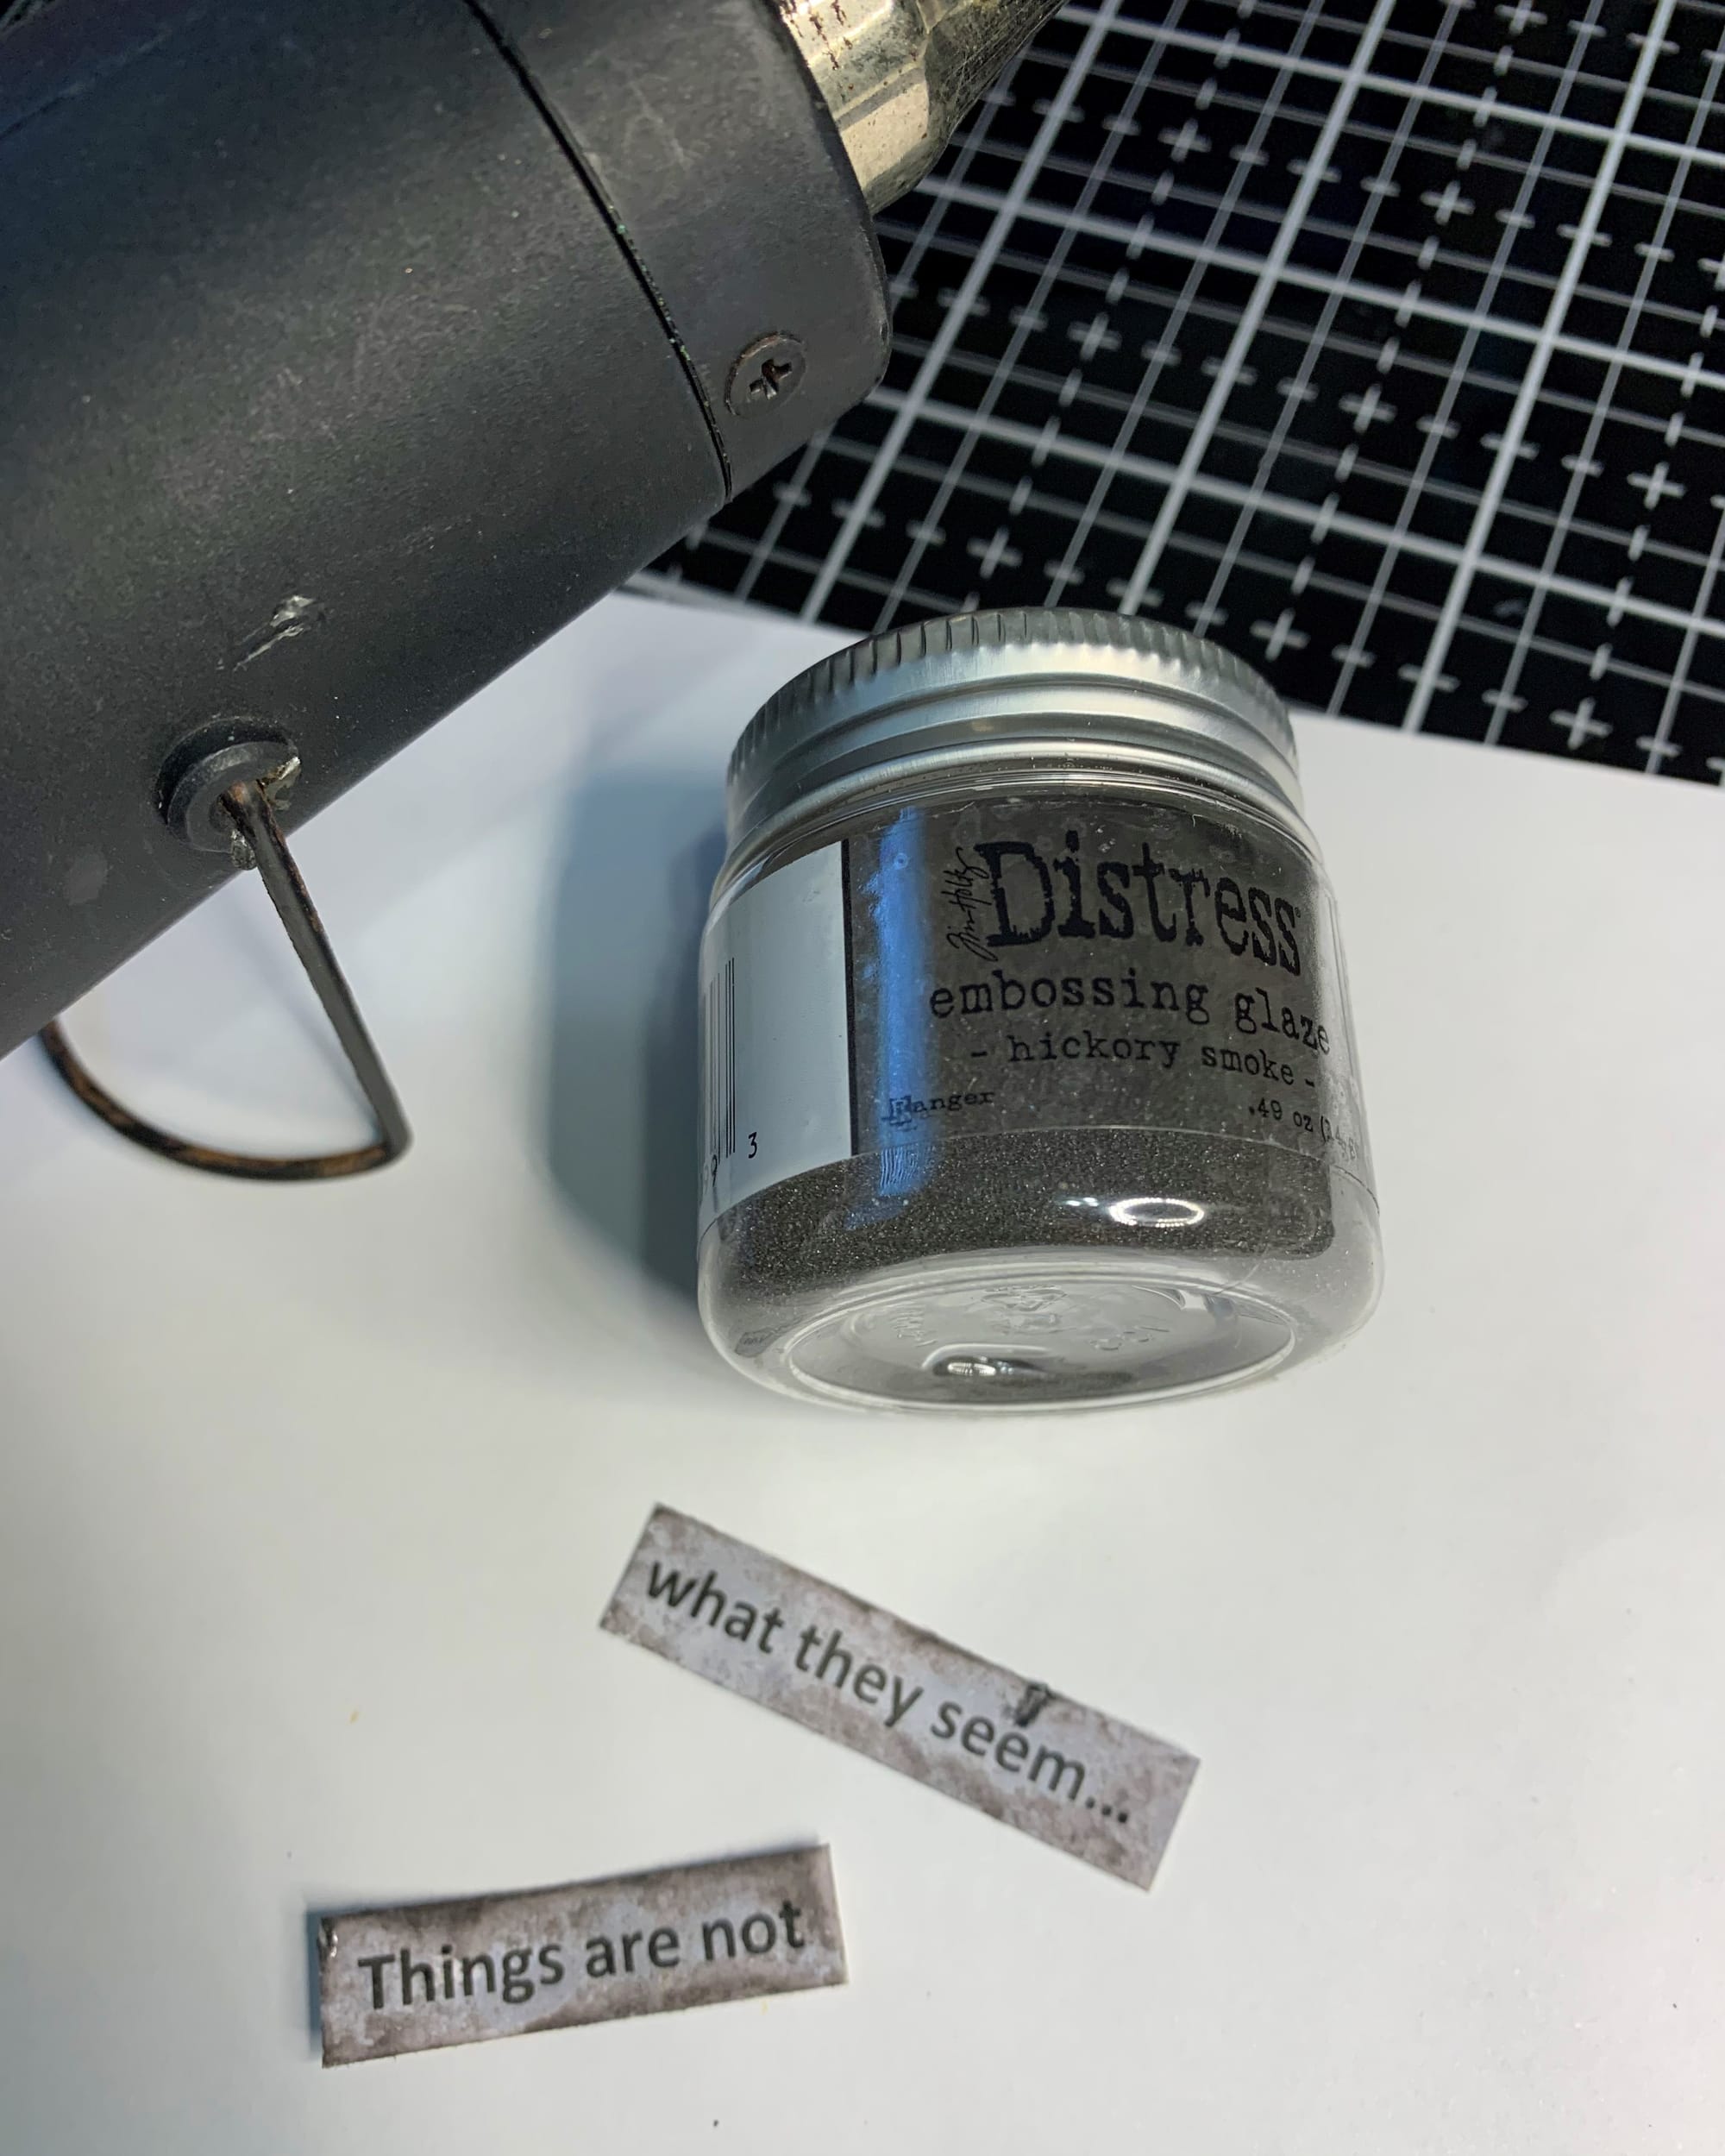 Tim Holtz
Distress
embossing glaze
- hickory smoke -
Ranger
.49 oz
3
what they seem...
Things are not